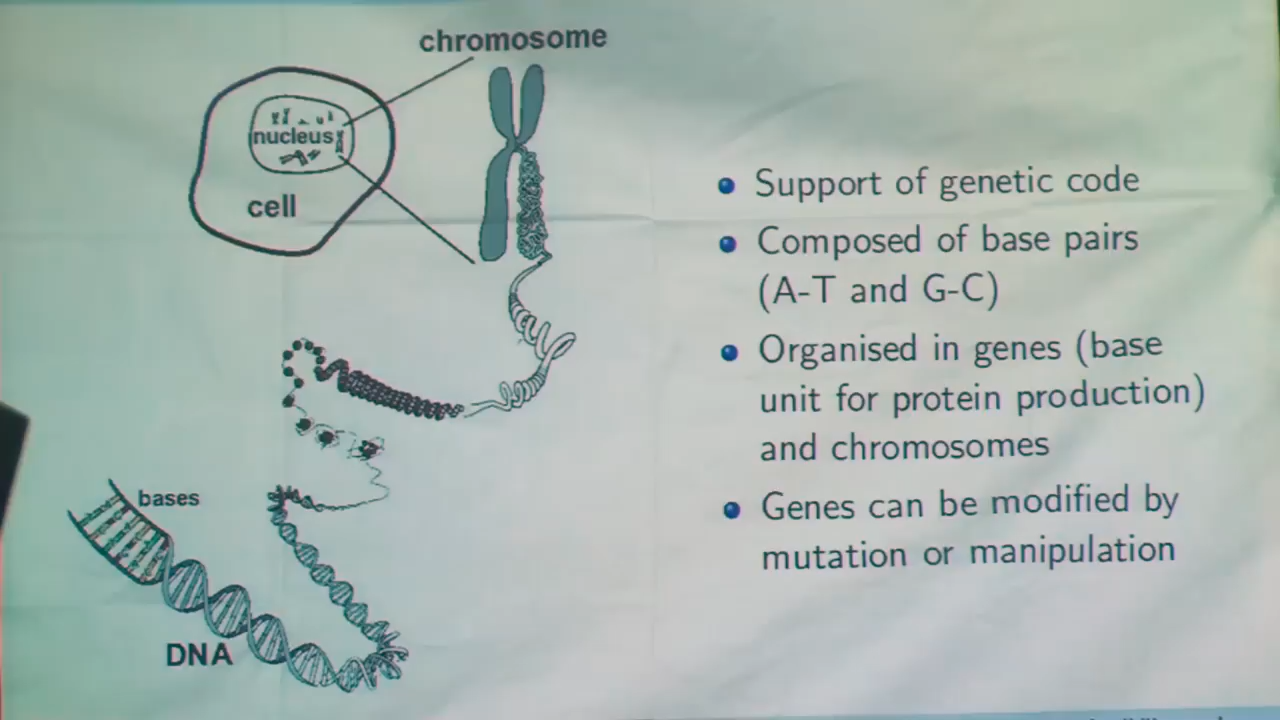 chromosome
nucleus
cell
bases
DNA
Support of genetic code
Composed of base pairs
(A-T and G-C)
Organised in genes (base
unit for protein production)
and chromosomes
Genes can be modified by
mutation or manipulation